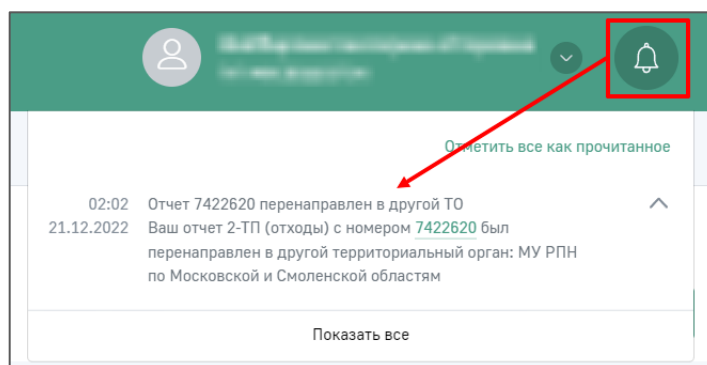 Отметить все как прочитанное
02:02 Отчет 7422620 перенаправлен в другой ТО
21.12.2022 Ваш отчет 2-ТП (отходы) с номером 7422620 был
перенаправлен в другой территориальный орган: МУ РПН
по Московской и Смоленской областям
Показать все